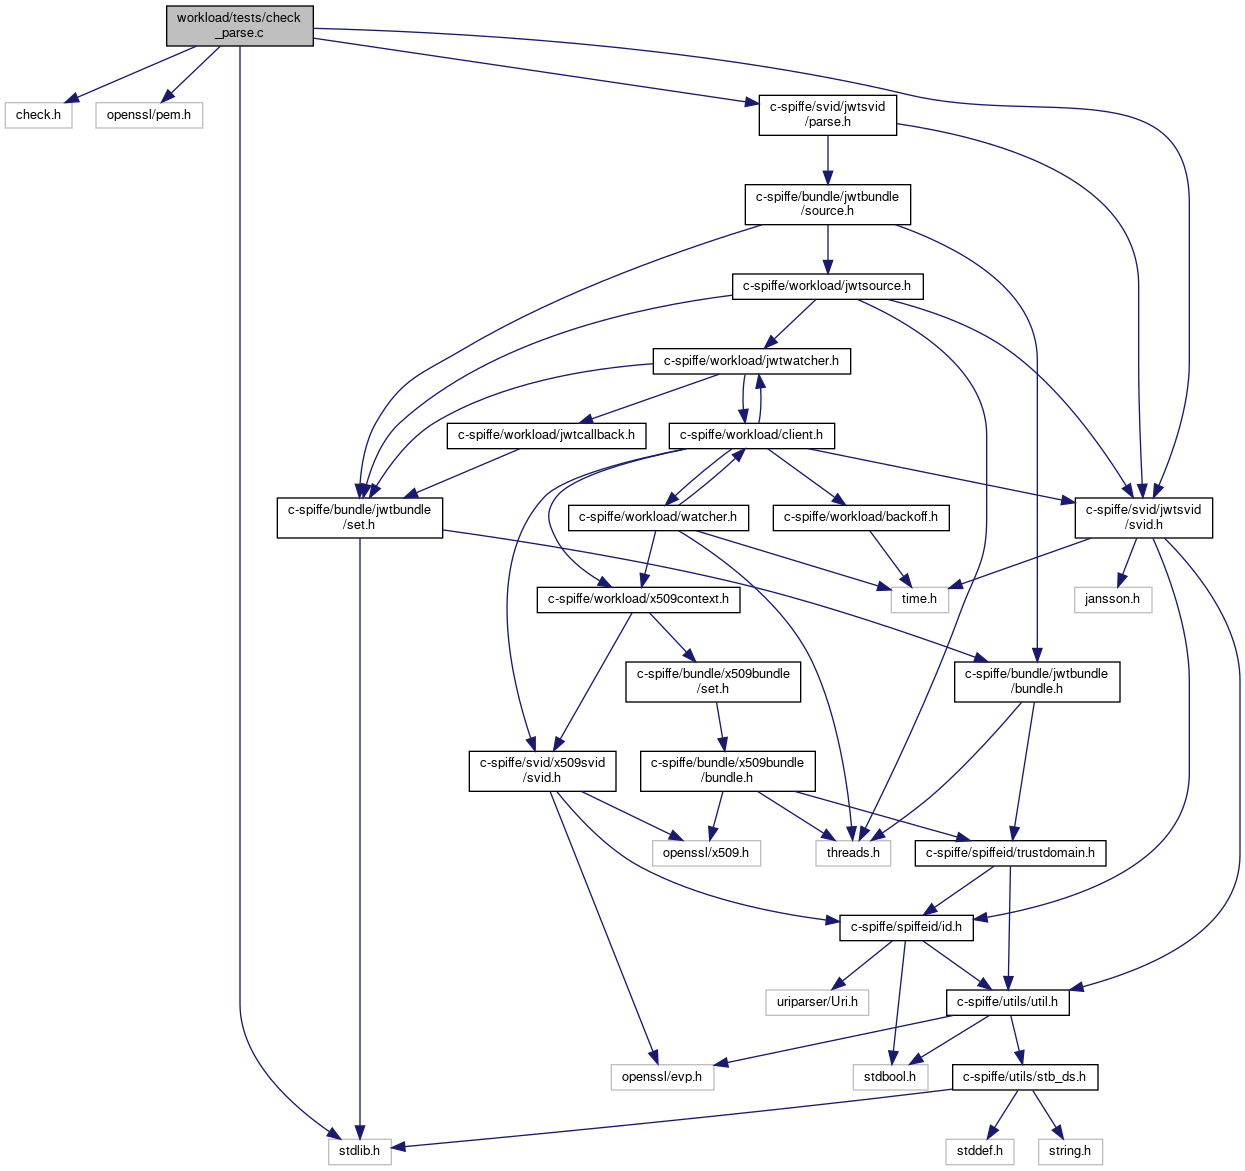 workload/tests/check
_parse.c
check.h
openssl/pem.h
c-spiffe/svid/jwtsvid
/parse.h
c-spiffe/bundle/jwtbundle
/source.h
c-spiffe/workload/jwtsource.h
c-spiffe/workload/jwtwatcher.h
c-spiffe/workload/jwtcallback.h
c-spiffe/workload/client.h
c-spiffe/bundle/jwtbundle
/set.h
c-spiffe/workload/watcher.h
c-spiffe/workload/backoff.h
c-spiffe/svid/jwtsvid
/svid.h
c-spiffe/workload/x509context.h
time.h
jansson.h
c-spiffe/bundle/x509bundle
/set.h
c-spiffe/bundle/jwtbundle
/bundle.h
c-spiffe/svid/x509svid
/svid.h
c-spiffe/bundle/x509bundle
/bundle.h
openssl/x509.h
threads.h
c-spiffe/spiffeid/trustdomain.h
c-spiffe/spiffeid/id.h
uriparser/Uri.h
c-spiffe/utils/util.h
openssl/evp.h
stdbool.h
c-spiffe/utils/stb_ds.h
stdlib.h
stddef.h
string.h